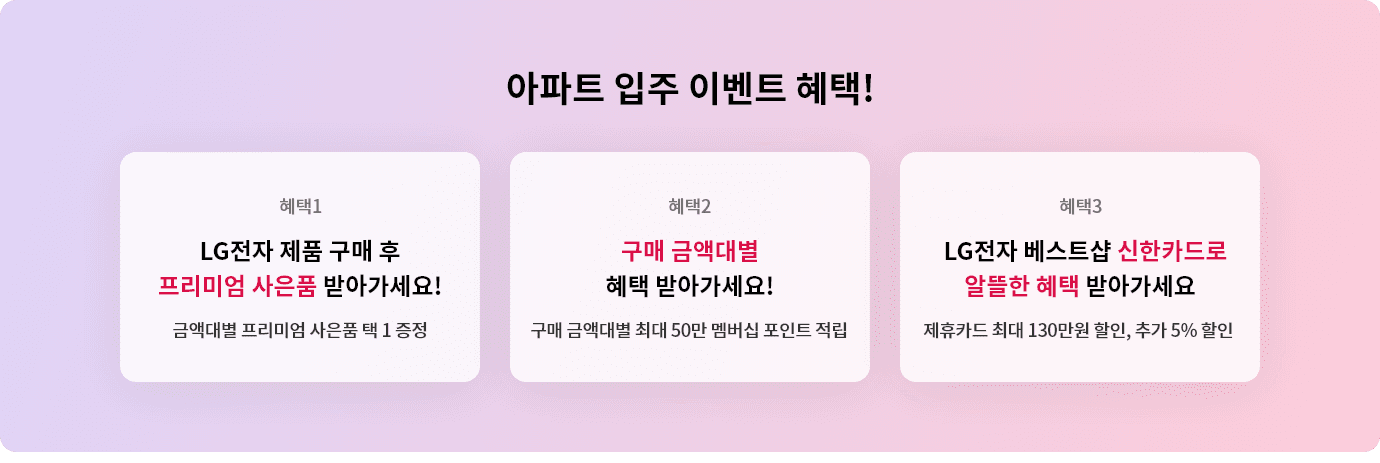 아파트 입주 이벤트 혜택!
혜택1
LG전자 제품 구매 후
프리미엄 사은품 받아가세요!
금액대별 프리미엄 사은품 택 1 증정
혜택2
구매 금액대별
혜택 받아가세요!
구매 금액대별 최대 50만 멤버십 포인트 적립
혜택3
LG전자 베스트샵 신한카드로
알뜰한 혜택 받아가세요
제휴카드 최대 130만원 할인, 추가 5% 할인